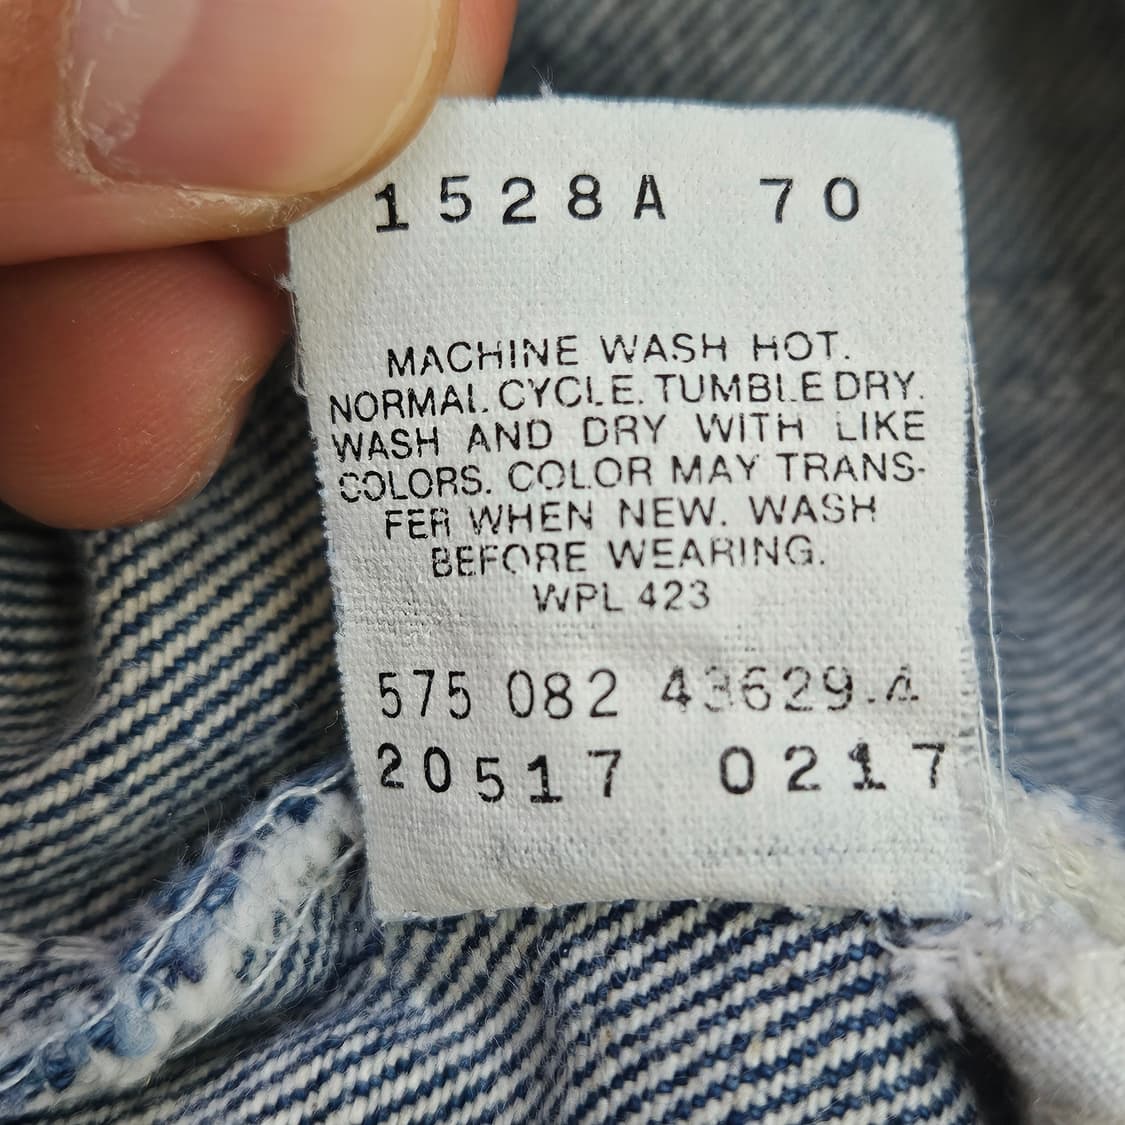 1528A 70
MACHINE WASH HOT.
NORMAL CYCLE. TUMBLE DRY.
WASH AND DRY WITH LIKE
COLORS. COLOR MAY TRANS-
FER WHEN NEW. WASH
BEFORE WEARING.
WPL 423
575 082 43629.4
20517 0217